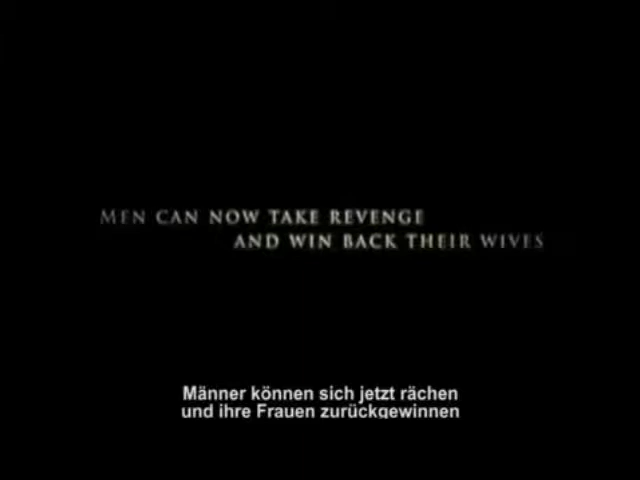 MEN CAN NOW TAKE REVENGE
AND WIN BACK THEIR WIVES
Männer können sich jetzt rächen
und ihre Frauen zurückgewinnen